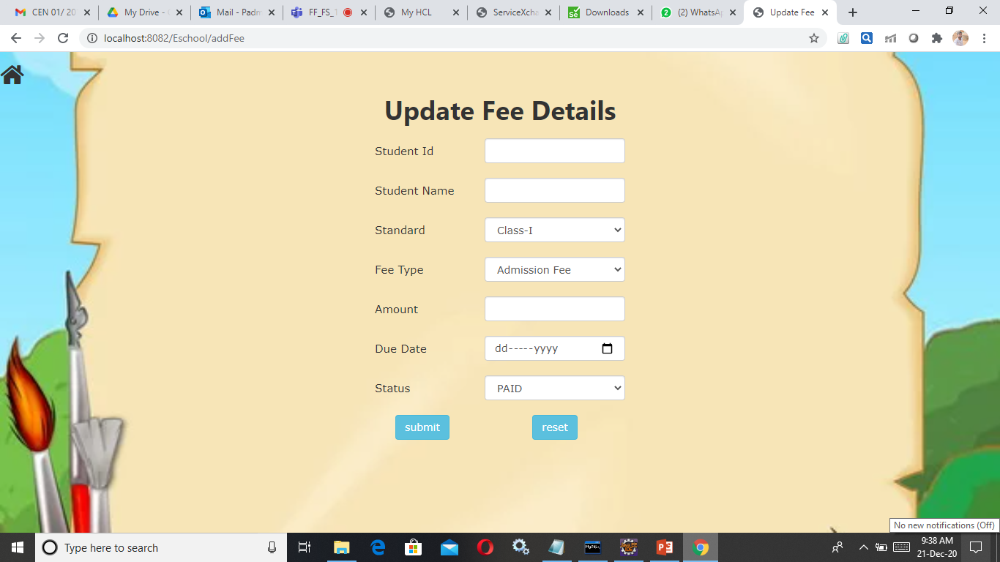 CEN 01/ 20
My Drive -
Mail - Padm
FF_FS_1
My HCL
ServiceXcha
Downloads
(2) WhatsAp
Update Fee
localhost:8082/Eschool/addFee
Update Fee Details
Student Id
Student Name
Standard
Class-I
Fee Type
Admission Fee
Amount
Due Date
dd-----yyyy
Status
PAID
submit
reset
No new notifications (Off)
Type here to search
9:38 AM
21-Dec-20